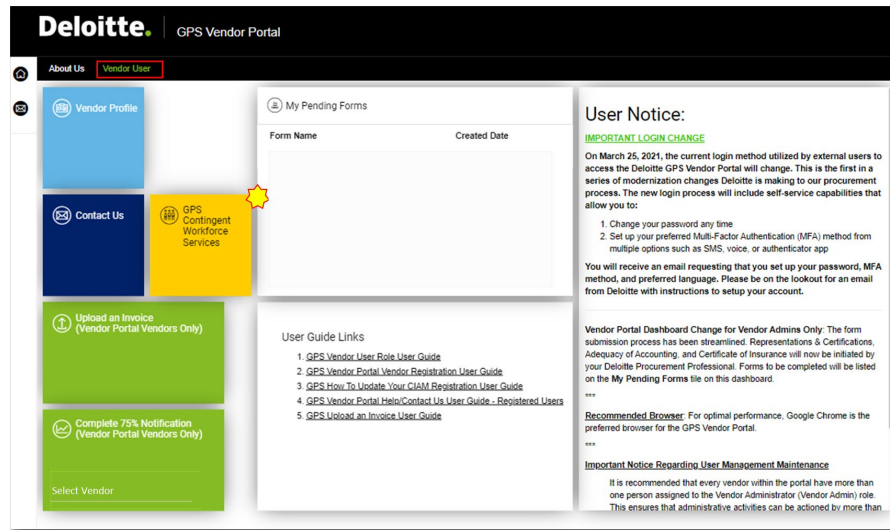 Deloitte. GPS Vendor Portal
About Us Vendor User
Vendor Profile
Contact Us
GPS
Contingent
Workforce
Services
Upload an Invoice
(Vendor Portal Vendors Only)
Complete 75% Notification
(Vendor Portal Vendors Only)
Select Vendor
My Pending Forms
Form Name Created Date
User Guide Links
1. GPS Vendor User Role User Guide
2. GPS Vendor Portal Vendor Registration User Guide
3. GPS How To Update Your CIAM Registration User Guide
4. GPS Vendor Portal Help/Contact Us User Guide - Registered Users
5. GPS Upload an Invoice User Guide
User Notice:
IMPORTANT LOGIN CHANGE
On March 25, 2021, the current login method utilized by external users to
access the Deloitte GPS Vendor Portal will change. This is the first in a
series of modernization changes Deloitte is making to our procurement
process. The new login process will include self-service capabilities that
allow you to:
1. Change your password any time
2. Set up your preferred Multi-Factor Authentication (MFA) method from
multiple options such as SMS, voice, or authenticator app
You will receive an email requesting that you set up your password, MFA
method, and preferred language. Please be on the lookout for an email
from Deloitte with instructions to setup your account.
Vendor Portal Dashboard Change for Vendor Admins Only: The form
submission process has been streamlined. Representations & Certifications,
Adequacy of Accounting, and Certificate of Insurance will now be initiated by
your Deloitte Procurement Professional. Forms to be completed will be listed
on the My Pending Forms tile on this dashboard.
***
Recommended Browser: For optimal performance, Google Chrome is the
preferred browser for the GPS Vendor Portal.
***
Important Notice Regarding User Management Maintenance
It is recommended that every vendor within the portal have more than
one person assigned to the Vendor Administrator (Vendor Admin) role.
This ensures that administrative activities can be actioned by more than